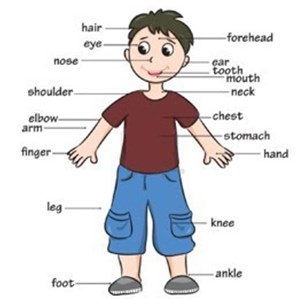 hair
forehead
eye
nose
ear
tooth
mouth
shoulder
neck
elbow
chest
arm
stomach
finger
hand
leg
knee
foot
ankle